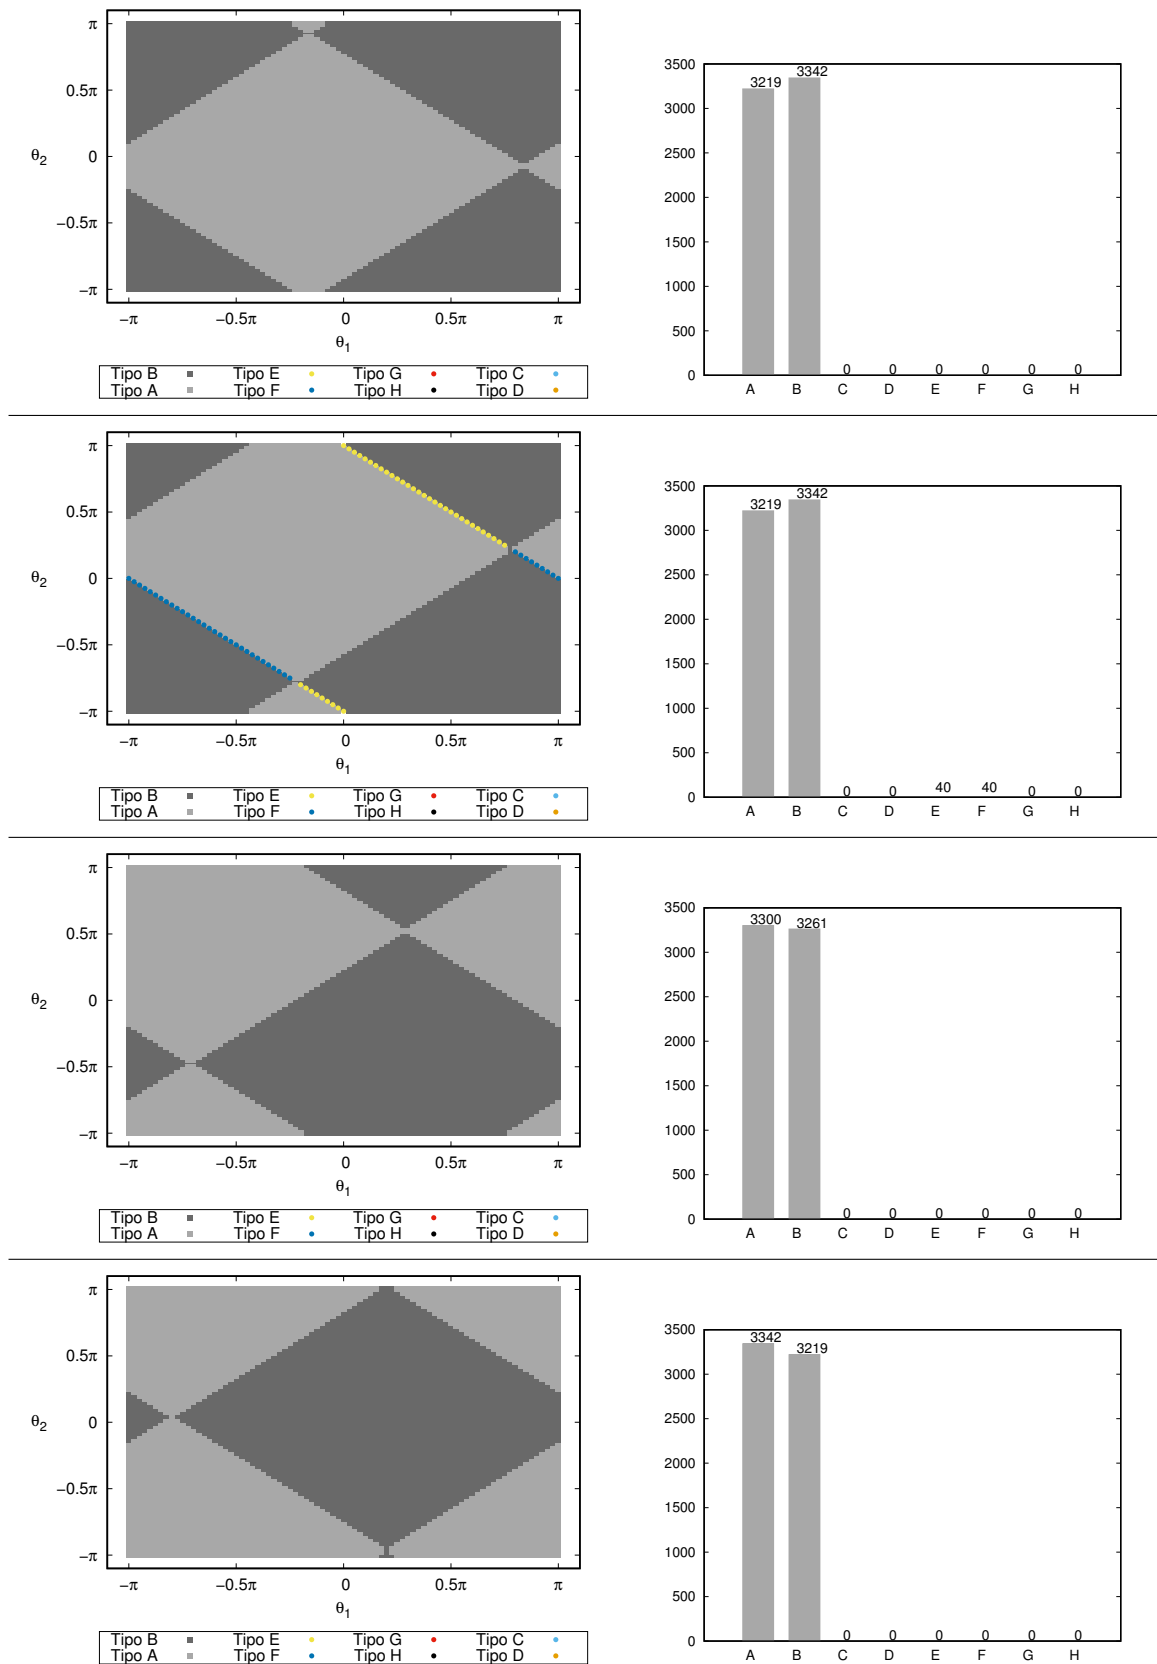 π
0.5π
0
−0.5π
−π
θ2
−π −0.5π 0 0.5π π
θ1
Tipo B Tipo E Tipo G Tipo C
Tipo A Tipo F Tipo H Tipo D
3500
3000
2500
2000
1500
1000
500
0
3219 3342 0 0 0 0 0 0
A B C D E F G H
π
0.5π
0
−0.5π
−π
θ2
−π −0.5π 0 0.5π π
θ1
Tipo B Tipo E Tipo G Tipo C
Tipo A Tipo F Tipo H Tipo D
3500
3000
2500
2000
1500
1000
500
0
3219 3342 0 0 40 40 0 0
A B C D E F G H
π
0.5π
0
−0.5π
−π
θ2
−π −0.5π 0 0.5π π
θ1
Tipo B Tipo E Tipo G Tipo C
Tipo A Tipo F Tipo H Tipo D
3500
3000
2500
2000
1500
1000
500
0
3300 3261 0 0 0 0 0 0
A B C D E F G H
π
0.5π
0
−0.5π
−π
θ2
−π −0.5π 0 0.5π π
θ1
Tipo B Tipo E Tipo G Tipo C
Tipo A Tipo F Tipo H Tipo D
3500
3000
2500
2000
1500
1000
500
0
3342 3219 0 0 0 0 0 0
A B C D E F G H